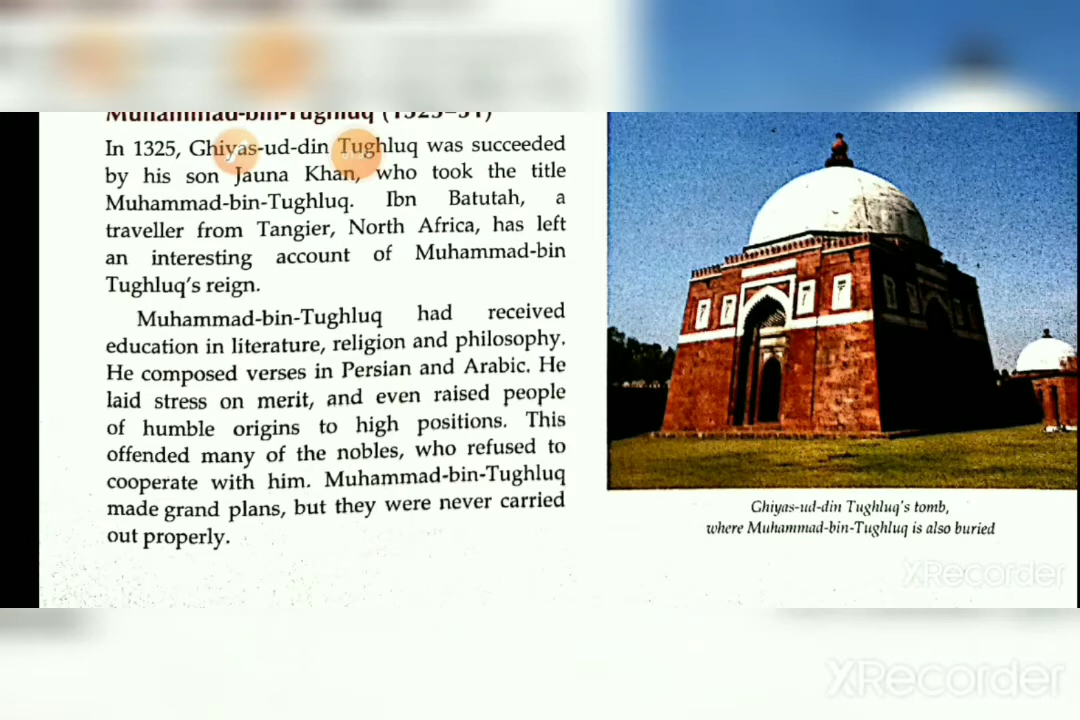 Muhammad-bin-Tughluq (1325–51)
In 1325, Ghiyas-ud-din Tughluq was succeeded
by his son Jauna Khan, who took the title
Muhammad-bin-Tughluq. Ibn Batutah, a
traveller from Tangier, North Africa, has left
an interesting account of Muhammad-bin
Tughluq's reign.
Muhammad-bin-Tughluq had received
education in literature, religion and philosophy.
He composed verses in Persian and Arabic. He
laid stress on merit, and even raised people
of humble origins to high positions. This
offended many of the nobles, who refused to
cooperate with him. Muhammad-bin-Tughluq
made grand plans, but they were never carried
out properly.
Ghiyas-ud-din Tughluq's tomb,
where Muhammad-bin-Tughluq is also buried
XRecorder
XRecorder